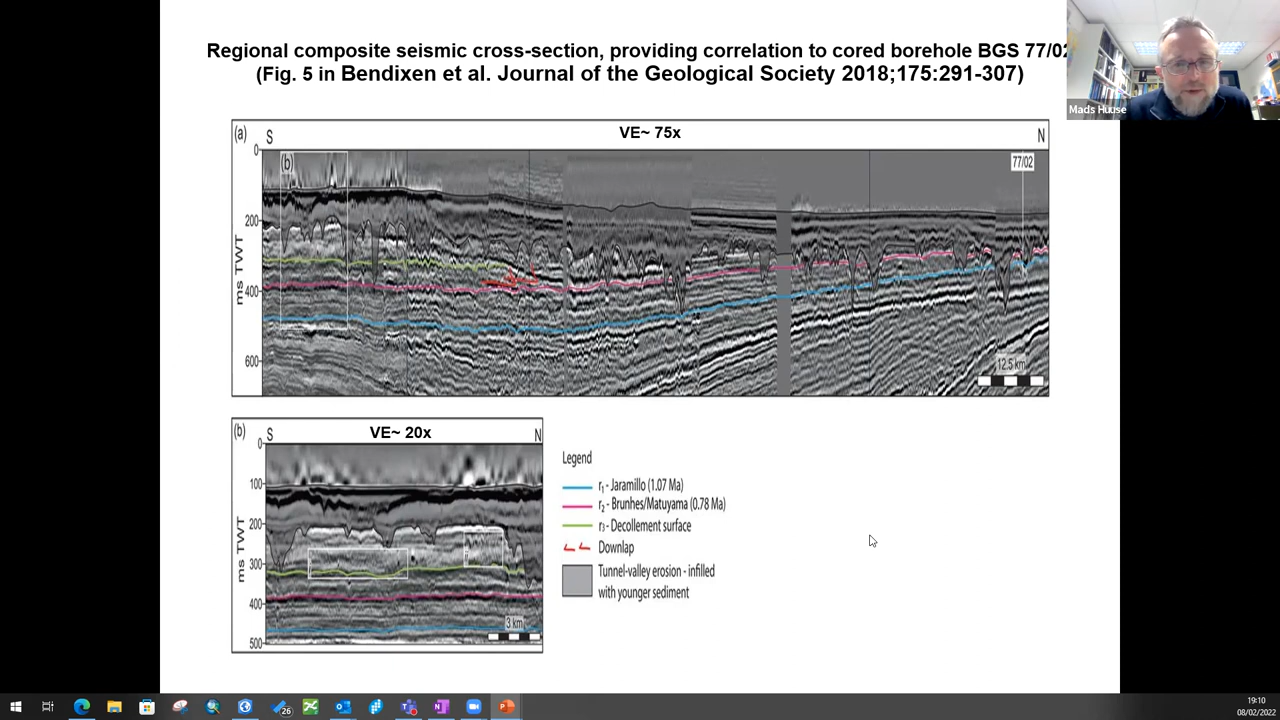 Regional composite seismic cross-section, providing correlation to cored borehole BGS 77/02
(Fig. 5 in Bendixen et al. Journal of the Geological Society 2018;175:291-307)
Mads Huuse
(a) S VE~ 75x N
0
(b)
77/02
200
400
600
ms TWT
12.5 km
(b) S VE~ 20x N
0
100
200
300
400
500
ms TWT
3 km
Legend
r₁ - Jaramillo (1.07 Ma)
r₂ - Brunhes/Matuyama (0.78 Ma)
r₃ - Decollement surface
Downlap
Tunnel-valley erosion - infilled
with younger sediment
26
19:10
08/02/2022